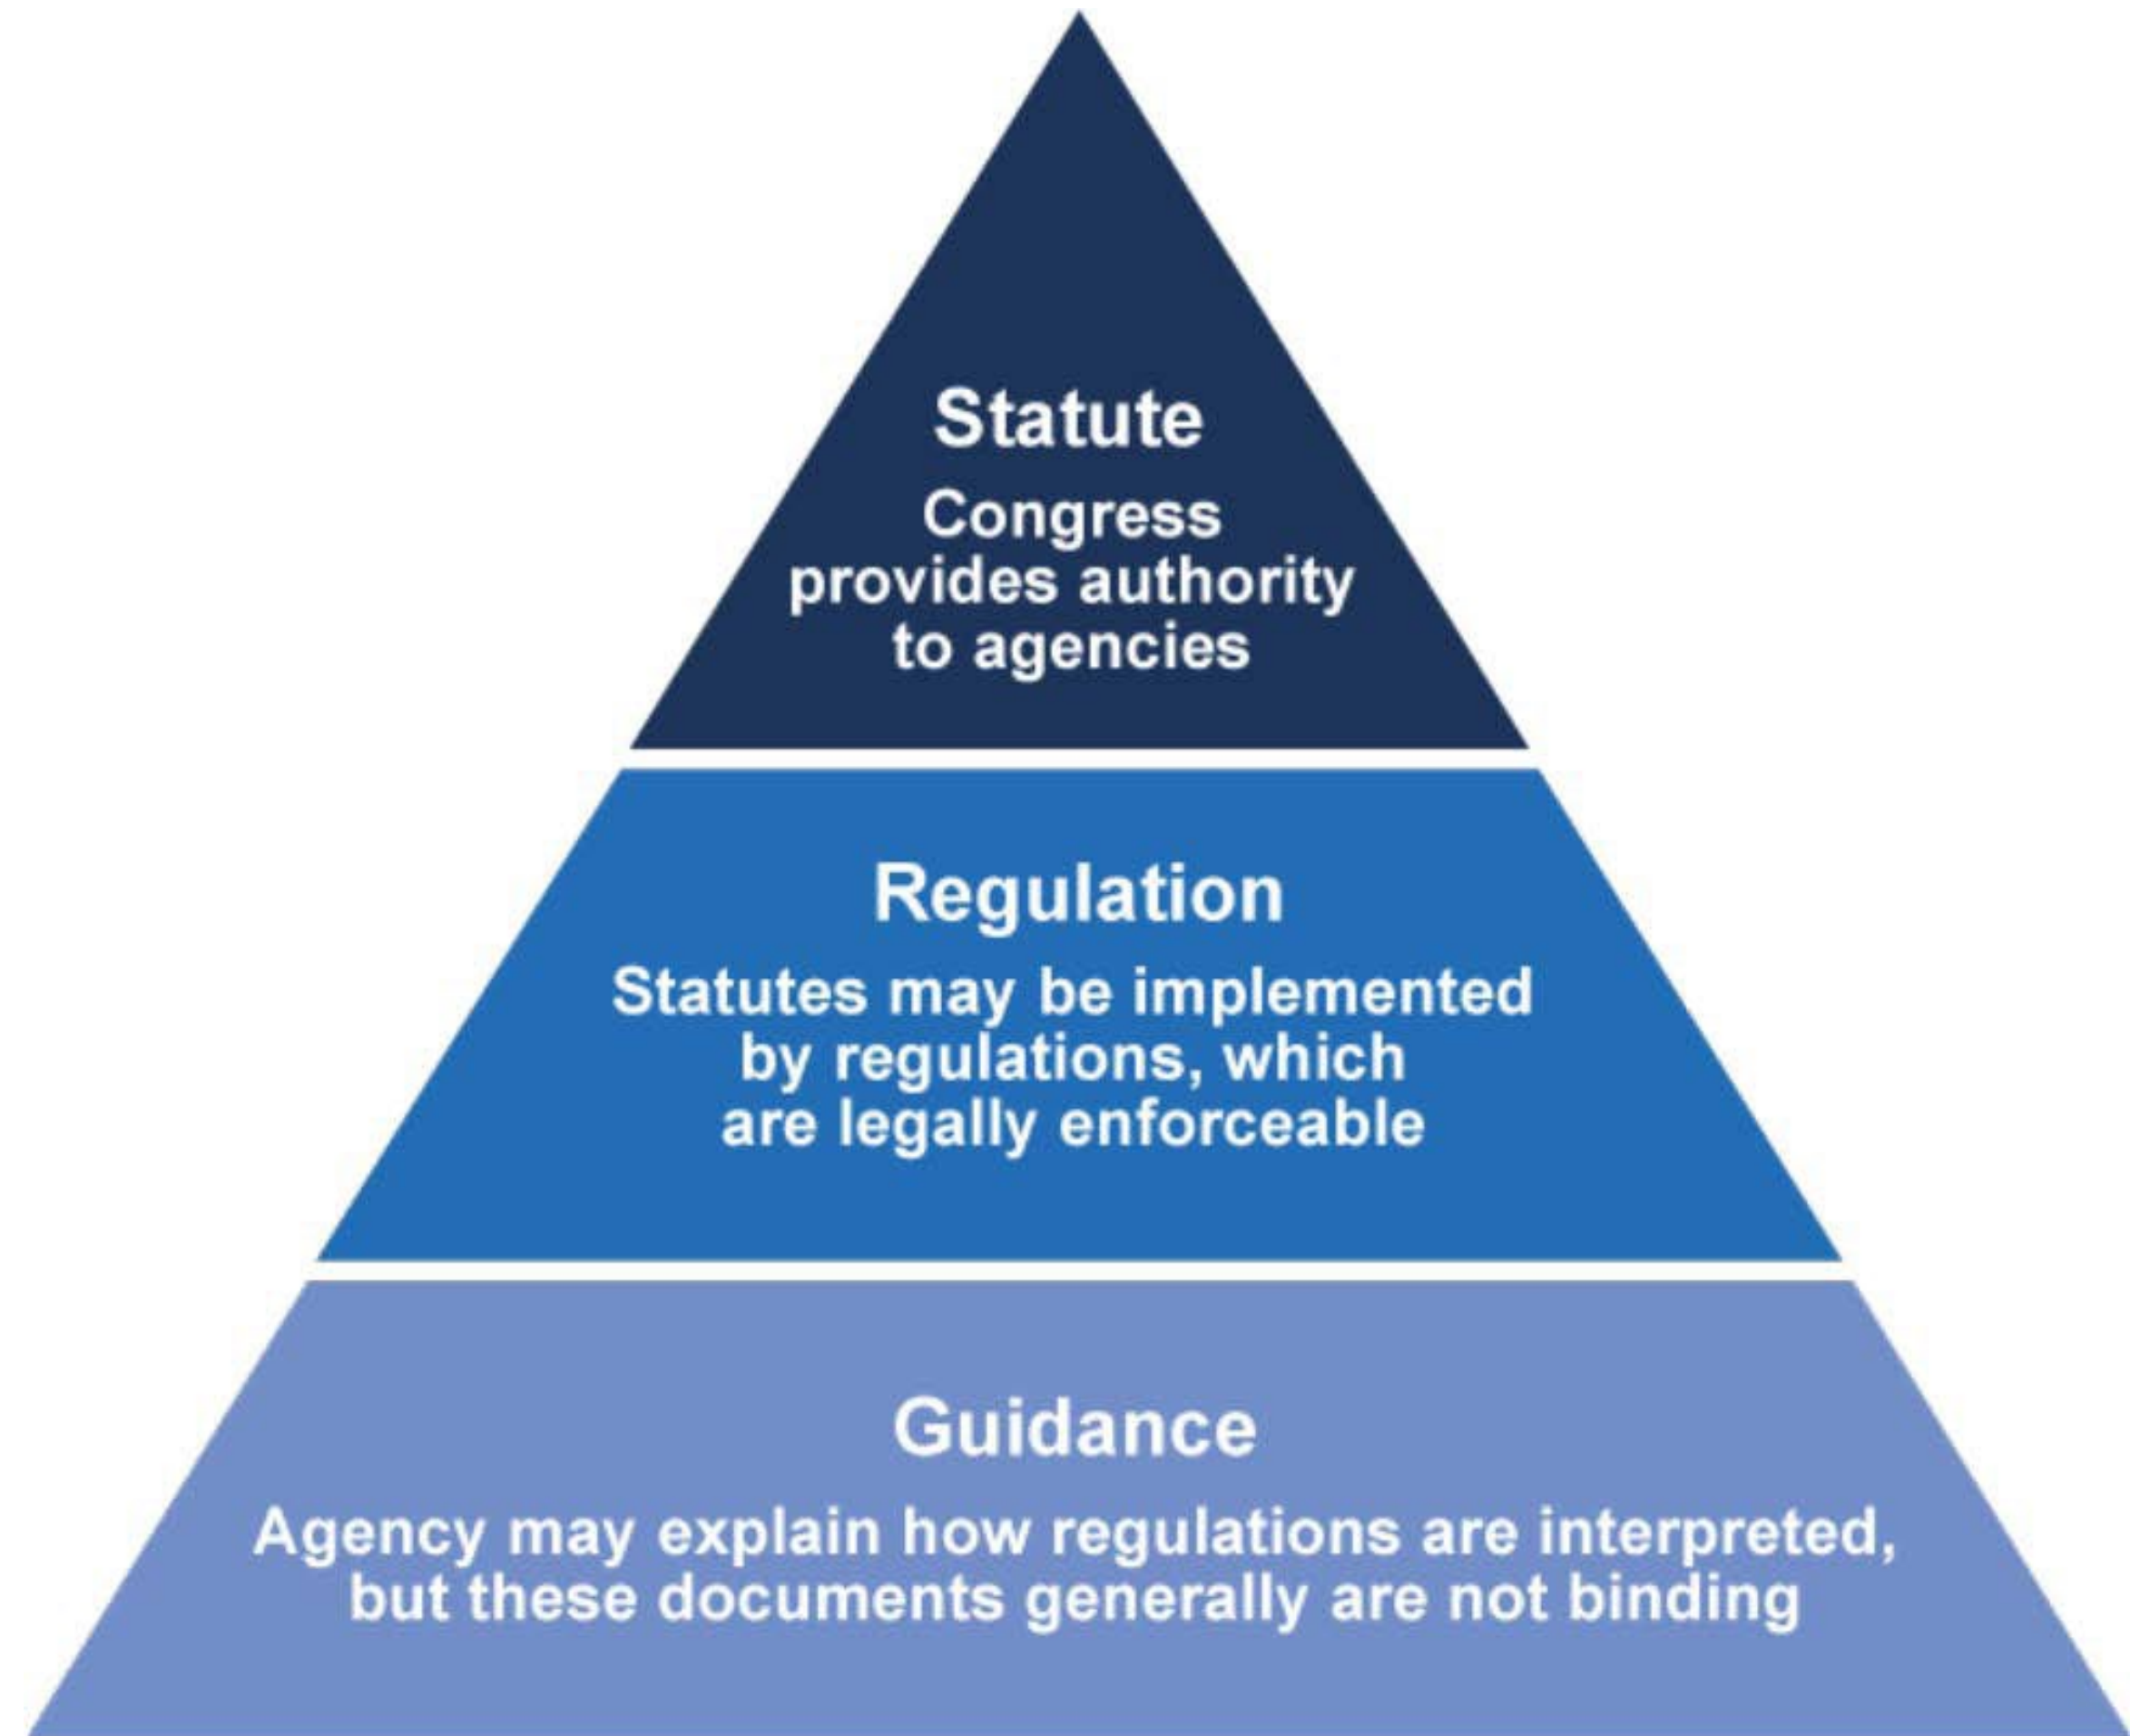 Statute
Congress
provides authority
to agencies
Regulation
Statutes may be implemented
by regulations, which
are legally enforceable
Guidance
Agency may explain how regulations are interpreted,
but these documents generally are not binding